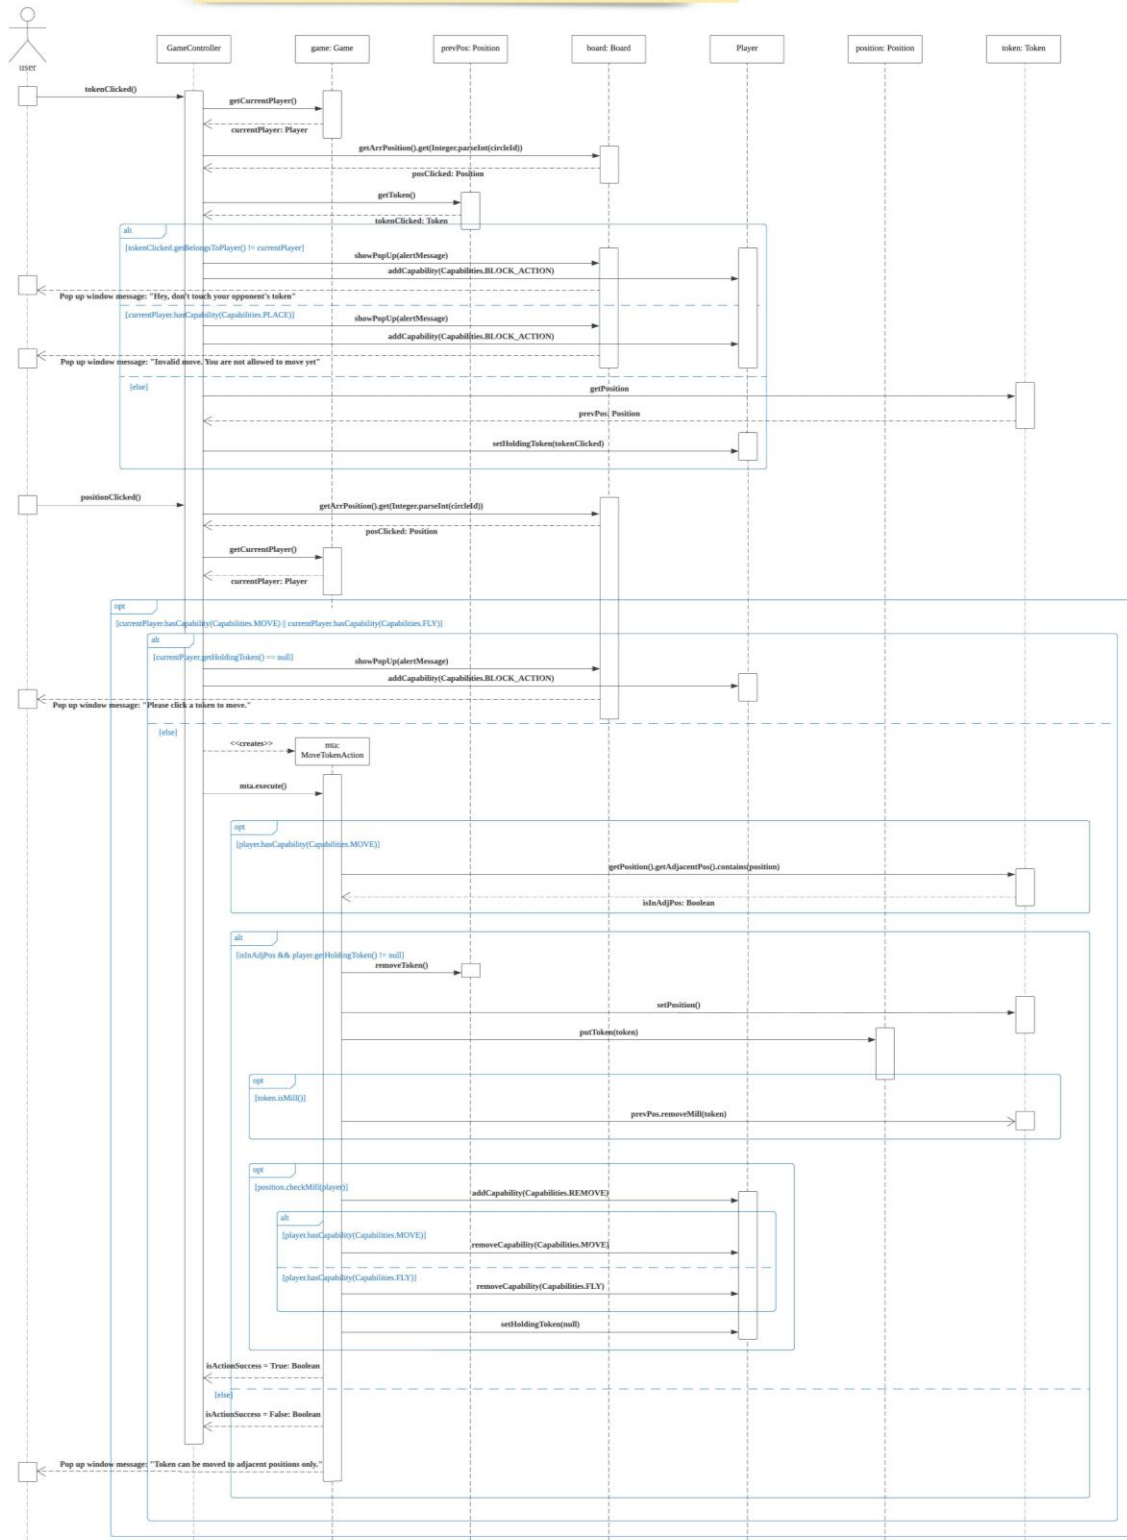 GameController
game: Game
prevPos: Position
board: Board
Player
position: Position
token: Token
user
tokenClicked()
getCurrentPlayer()
currentPlayer: Player
getArrPosition().get(Integer.parseInt(circleId))
posClicked: Position
getToken()
tokenClicked: Token
alt
[tokenClicked.getBelongsToPlayer() != currentPlayer]
showPopUp(alertMessage)
addCapability(Capabilities.BLOCK_ACTION)
Pop up window message: "Hey, don't touch your opponent's token"
[currentPlayer.hasCapability(Capabilities.PLACE)]
showPopUp(alertMessage)
addCapability(Capabilities.BLOCK_ACTION)
Pop up window message: "Invalid move. You are not allowed to move yet"
[else]
getPosition
prevPos: Position
setHoldingToken(tokenClicked)
positionClicked()
getArrPosition().get(Integer.parseInt(circleId))
posClicked: Position
getCurrentPlayer()
currentPlayer: Player
opt
[currentPlayer.hasCapability(Capabilities.MOVE) || currentPlayer.hasCapability(Capabilities.FLY)]
alt
[currentPlayer.getHoldingToken() == null]
showPopUp(alertMessage)
addCapability(Capabilities.BLOCK_ACTION)
Pop up window message: "Please click a token to move."
[else]
<<creates>>
mta:
MoveTokenAction
mta.execute()
opt
[player.hasCapability(Capabilities.MOVE)]
getPosition().getAdjacentPos().contains(position)
isInAdjPos: Boolean
alt
[isInAdjPos && player.getHoldingToken() != null]
removeToken()
setPosition()
putToken(token)
opt
[token.isMill()]
prevPos.removeMill(token)
opt
[position.checkMill(player)]
addCapability(Capabilities.REMOVE)
alt
[player.hasCapability(Capabilities.MOVE)]
removeCapability(Capabilities.MOVE)
[player.hasCapability(Capabilities.FLY)]
removeCapability(Capabilities.FLY)
setHoldingToken(null)
isActionSuccess = True: Boolean
[else]
isActionSuccess = False: Boolean
Pop up window message: "Token can be moved to adjacent positions only."